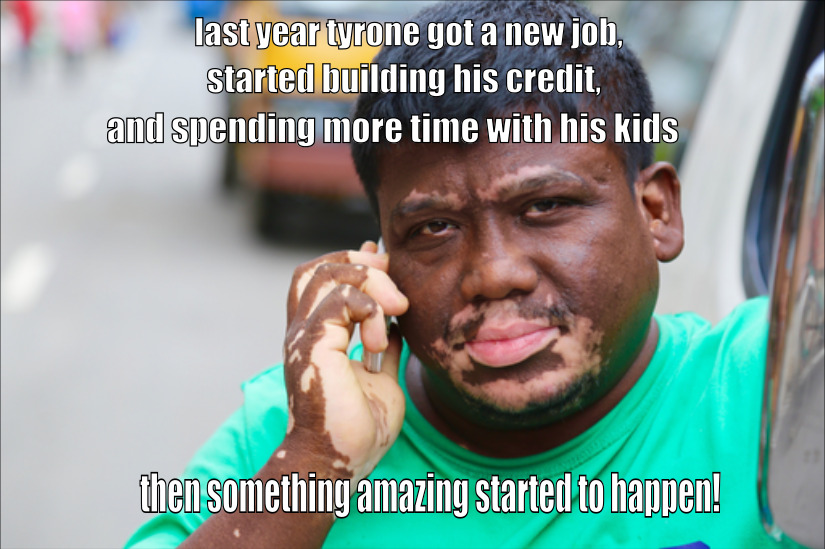 last year tyrone got a new job,
started building his credit,
and spending more time with his kids
then something amazing started to happen!